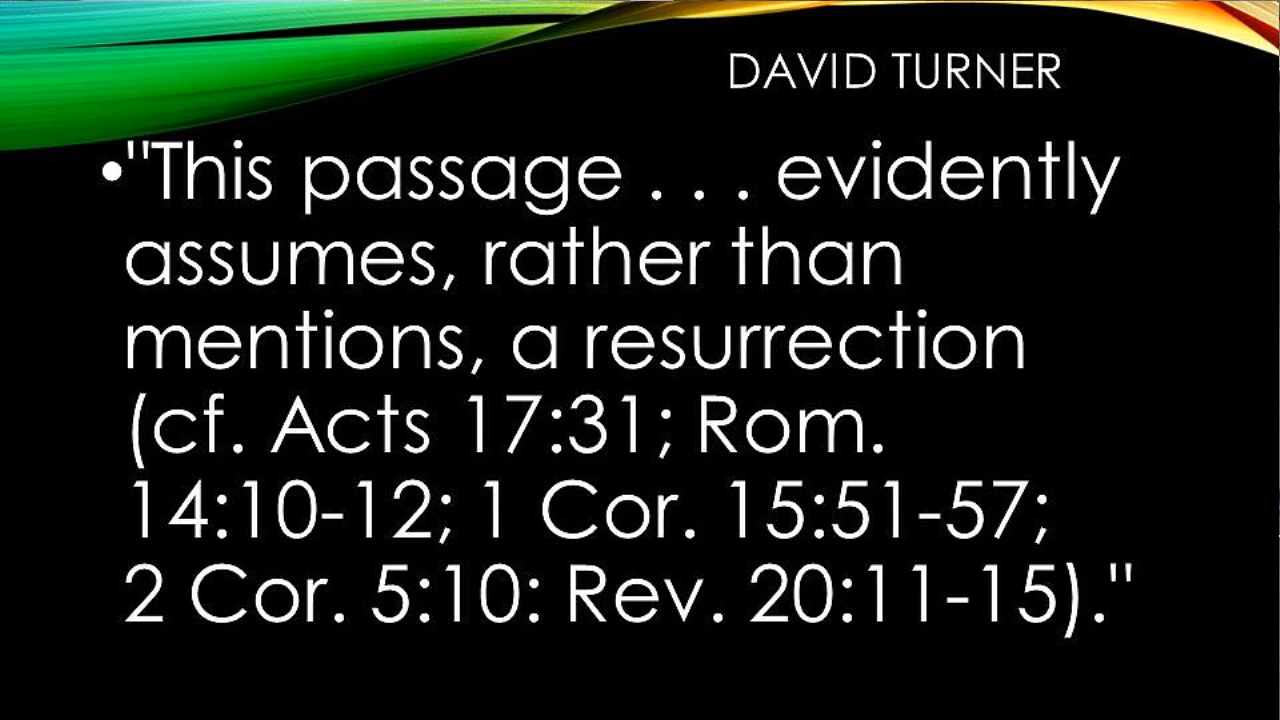 DAVID TURNER
•"This passage . . . evidently
assumes, rather than
mentions, a resurrection
(cf. Acts 17:31; Rom.
14:10-12; 1 Cor. 15:51-57;
2 Cor. 5:10: Rev. 20:11-15)."